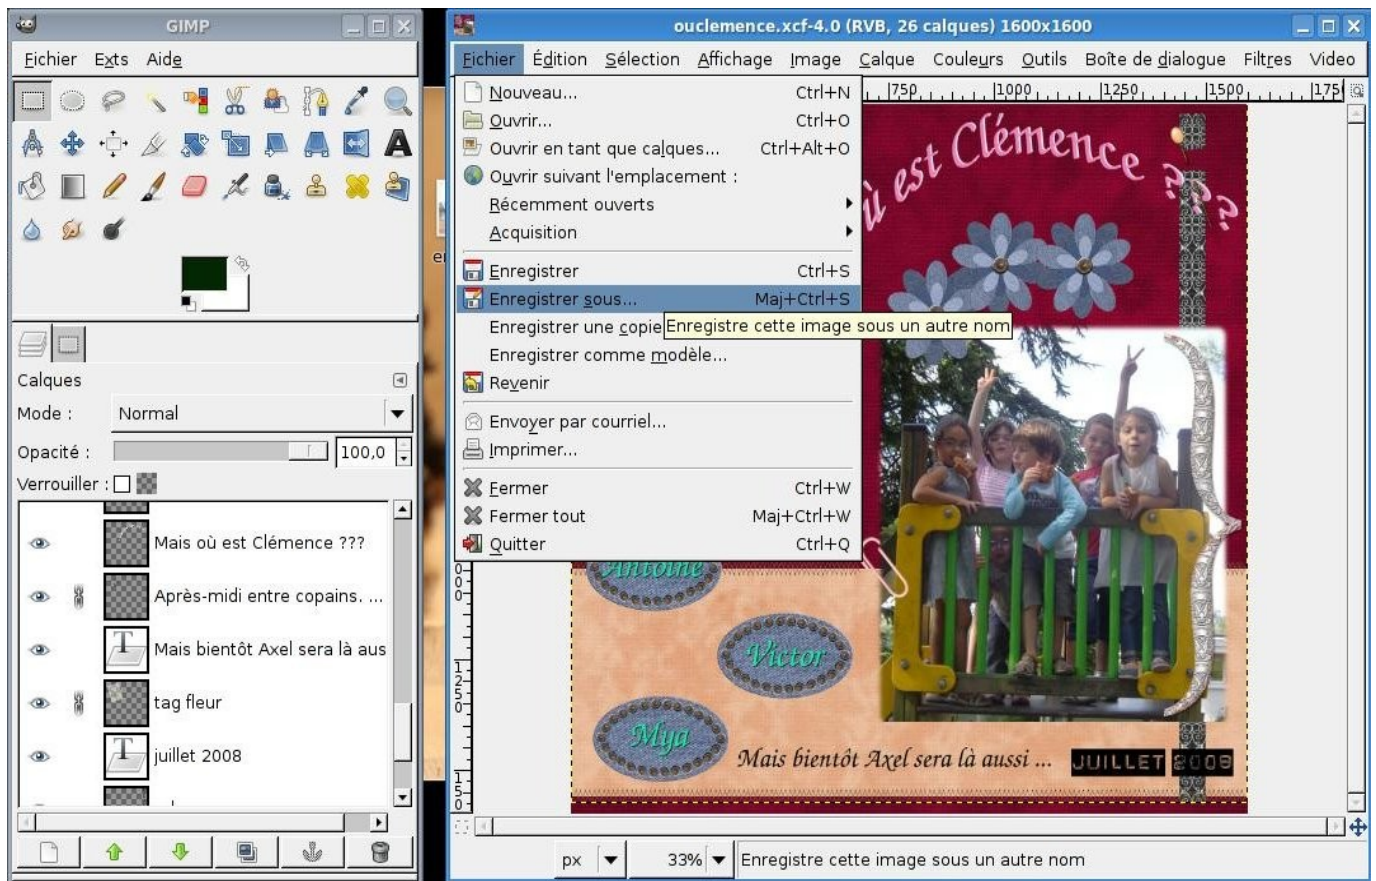 GIMP
Fichier Exts Aide
Calques
Mode : Normal
Opacité : 100,0
Verrouiller :
Mais où est Clémence ???
Après-midi entre copains. ...
Mais bientôt Axel sera là aus
tag fleur
juillet 2008
ouclemence.xcf-4.0 (RVB, 26 calques) 1600x1600
Fichier Édition Sélection Affichage Image Calque Couleurs Outils Boîte de dialogue Filtres Video
Nouveau... Ctrl+N
Ouvrir... Ctrl+O
Ouvrir en tant que calques... Ctrl+Alt+O
Ouvrir suivant l'emplacement :
Récemment ouverts
Acquisition
Enregistrer Ctrl+S
Enregistrer sous... Maj+Ctrl+S
Enregistrer une copie
Enregistre cette image sous un autre nom
Enregistrer comme modèle...
Revenir
Envoyer par courriel...
Imprimer...
Fermer Ctrl+W
Fermer tout Maj+Ctrl+W
Quitter Ctrl+Q
750 1000 1250 1500 175
ù est Clémence ???
Antoine
Victor
Mya
Mais bientôt Axel sera là aussi ...
JUILLET 2008
1250
px 33% Enregistre cette image sous un autre nom